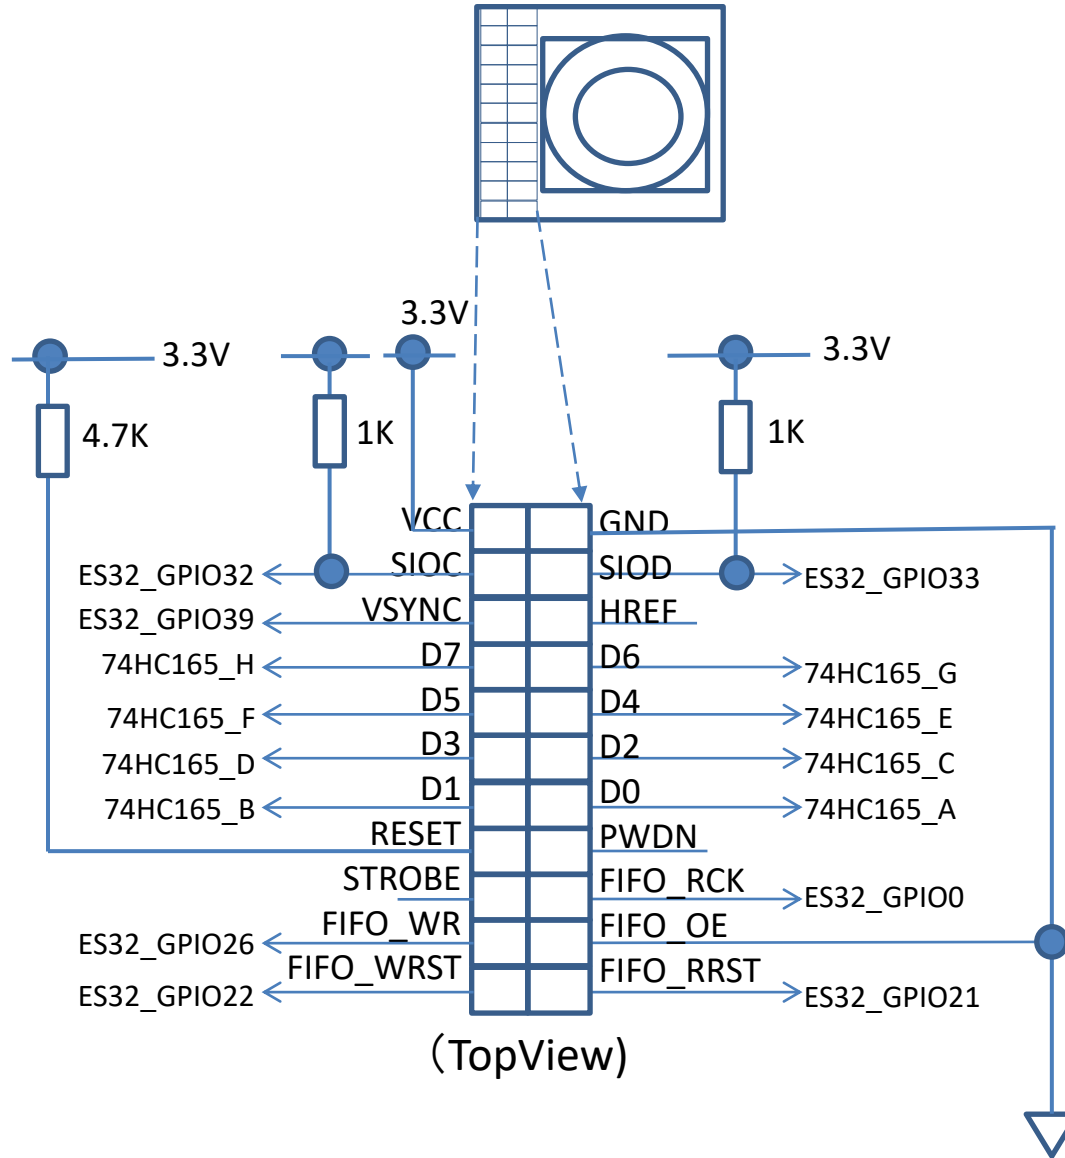 3.3V
3.3V
3.3V
4.7K
1K
1K
VCC
GND
ES32_GPIO32
SIOC
SIOD
ES32_GPIO33
ES32_GPIO39
VSYNC
HREF
74HC165_H
D7
D6
74HC165_G
74HC165_F
D5
D4
74HC165_E
74HC165_D
D3
D2
74HC165_C
74HC165_B
D1
D0
74HC165_A
RESET
PWDN
STROBE
FIFO_RCK
ES32_GPIO0
ES32_GPIO26
FIFO_WR
FIFO_OE
ES32_GPIO22
FIFO_WRST
FIFO_RRST
ES32_GPIO21
（TopView)